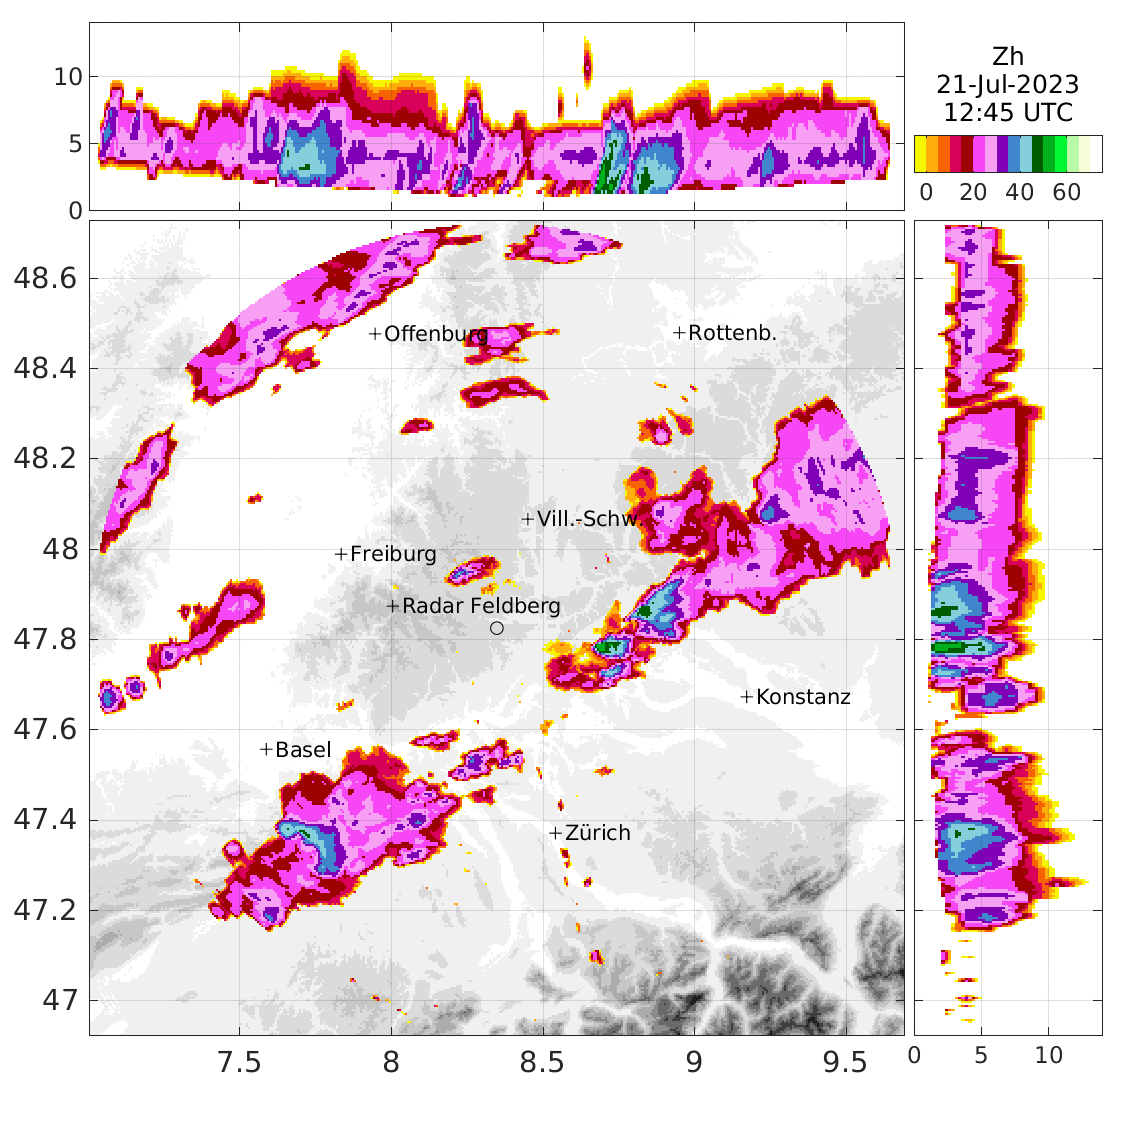 10
5
0
Zh
21-Jul-2023
12:45 UTC
0 20 40 60
48.6
48.4
48.2
48
47.8
47.6
47.4
47.2
47
Offenburg
Rottenb.
Vill.-Schw.
Freiburg
Radar Feldberg
Konstanz
Basel
Zürich
7.5 8 8.5 9 9.5
0 5 10